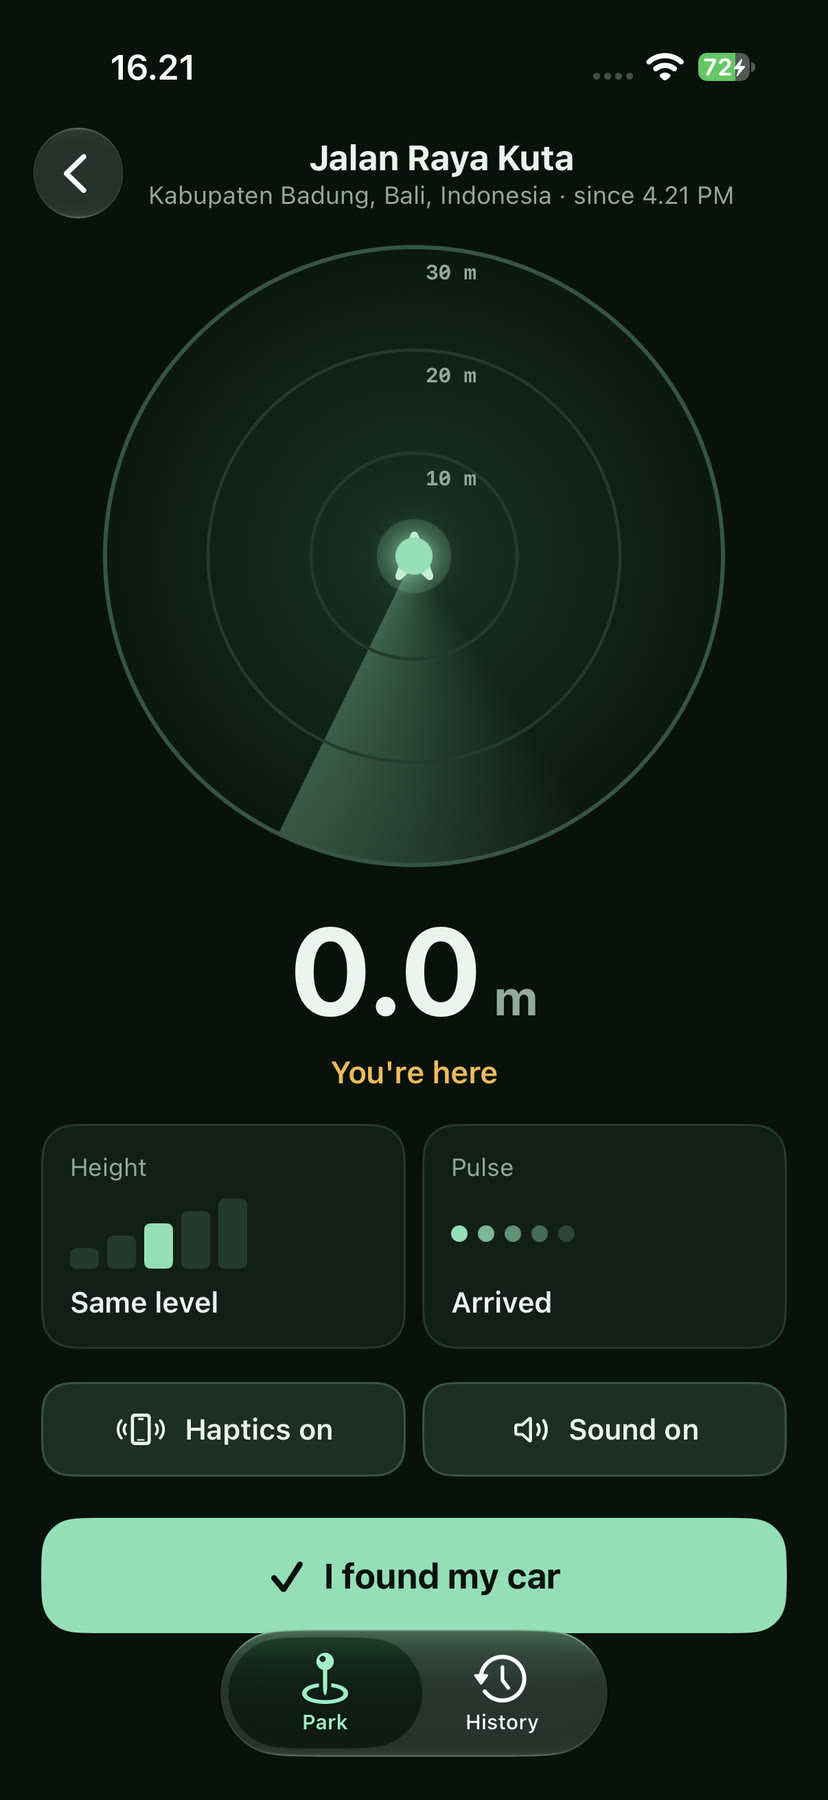 16.21
72
Jalan Raya Kuta
Kabupaten Badung, Bali, Indonesia · since 4.21 PM
30 m
20 m
10 m
0.0 m
You're here
Height
Same level
Pulse
Arrived
Haptics on
Sound on
I found my car
Park
History